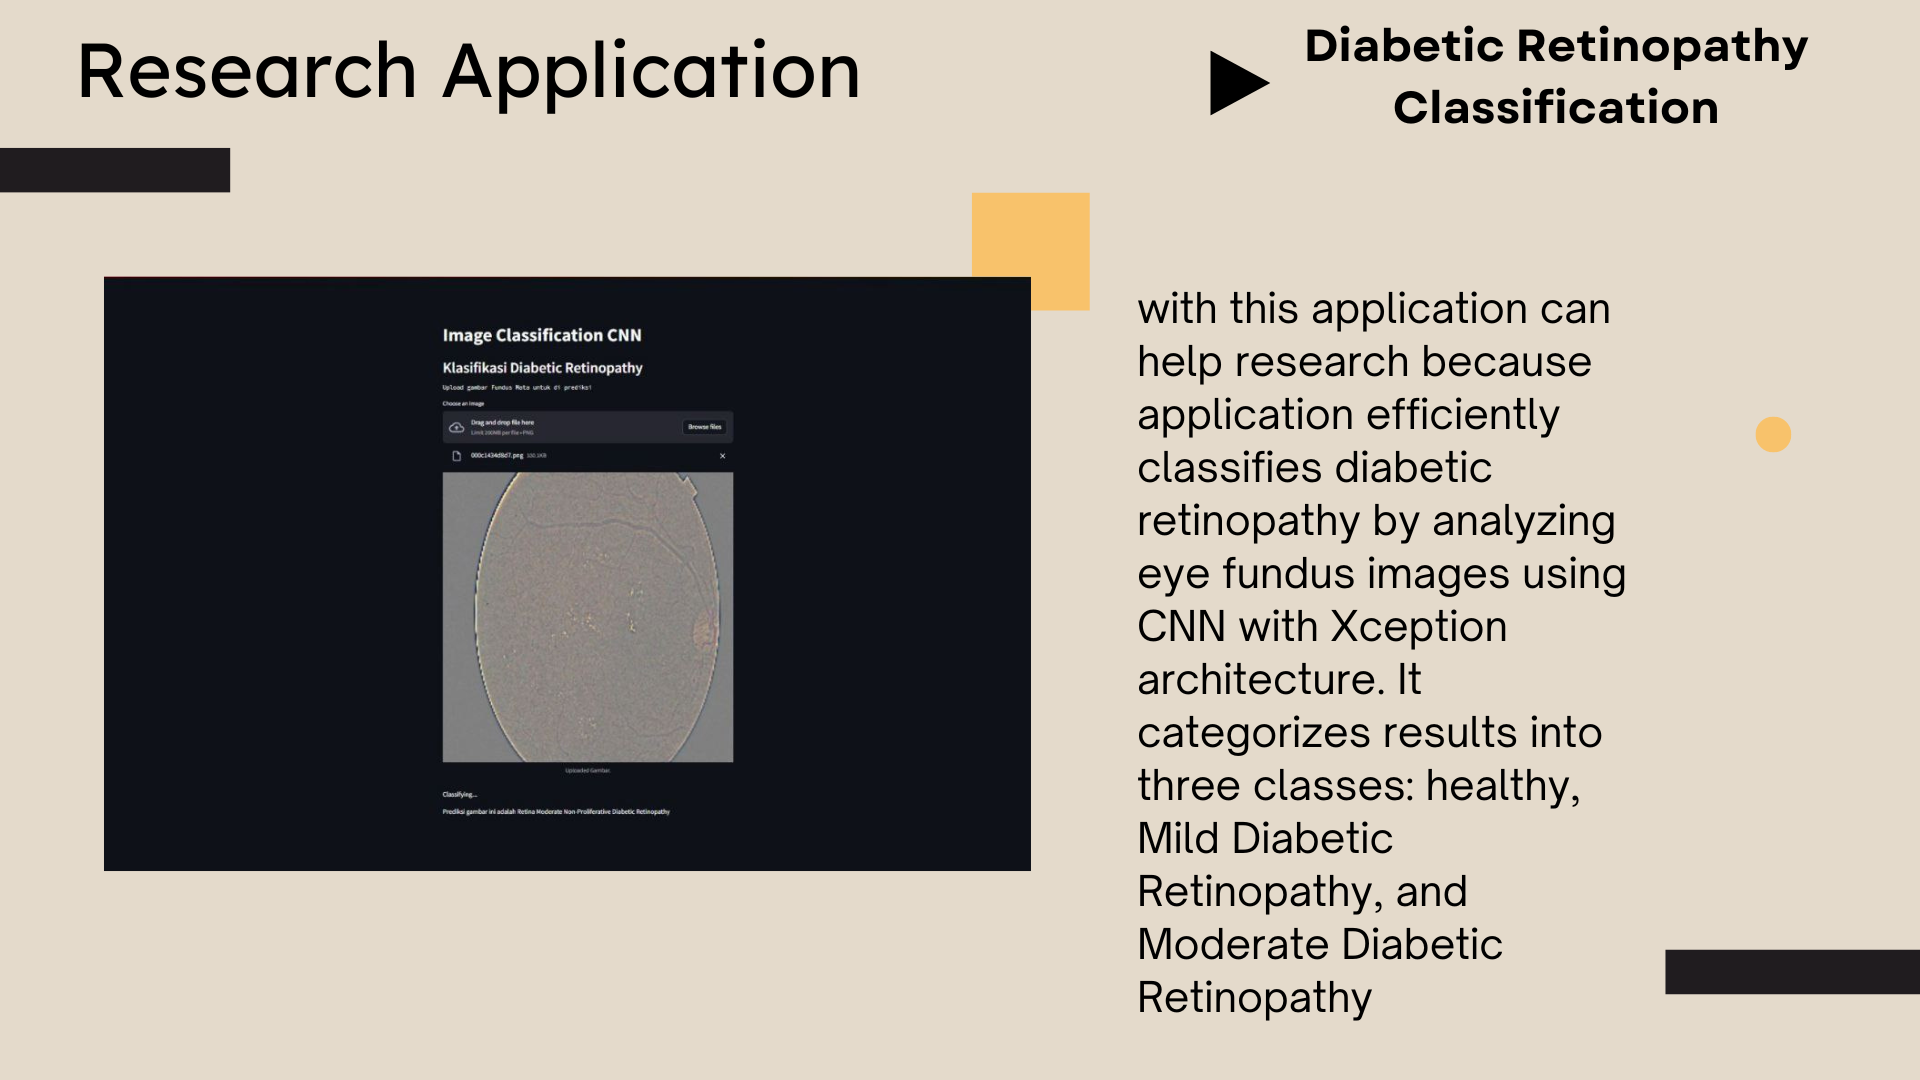 Research Application
Diabetic Retinopathy
Classification
Image Classification CNN
Klasifikasi Diabetic Retinopathy
Upload gambar Fundus Mata untuk di prediksi
Choose an Image
Drag and drop file here
Limit 200MB per file • PNG
Browse files
000c1434d8d7.png 100.1KB
Uploaded Gambar.
Classifying...
Prediksi gambar ini adalah Retina Moderate Non-Proliferative Diabetic Retinopathy
with this application can
help research because
application efficiently
classifies diabetic
retinopathy by analyzing
eye fundus images using
CNN with Xception
architecture. It
categorizes results into
three classes: healthy,
Mild Diabetic
Retinopathy, and
Moderate Diabetic
Retinopathy